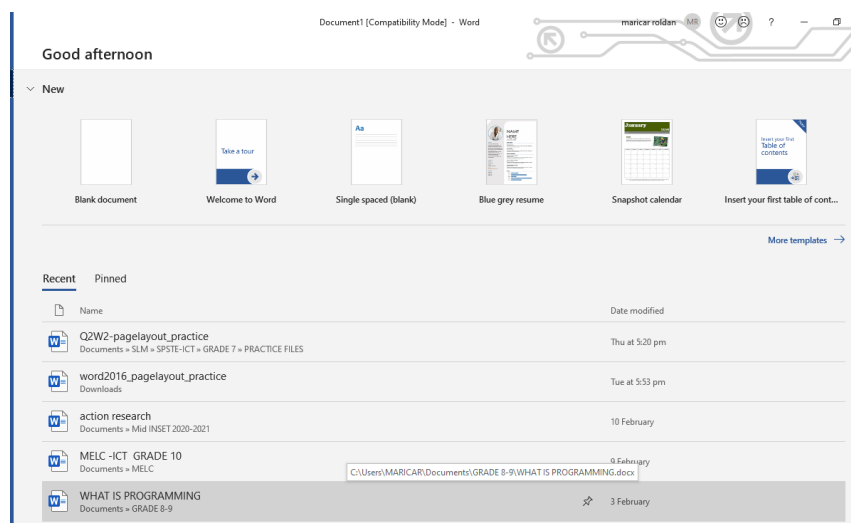 Document1 [Compatibility Mode] - Word
maricar roldan
MR
?
R
Good afternoon
New
Aa
Take a tour
NAME
HERE
January
Insert your first
Table of
contents
Blank document
Welcome to Word
Single spaced (blank)
Blue grey resume
Snapshot calendar
Insert your first table of cont...
More templates →
Recent Pinned
Name Date modified
Q2W2-pagelayout_practice
Documents » SLM » SPSTE-ICT » GRADE 7 » PRACTICE FILES
Thu at 5:20 pm
word2016_pagelayout_practice
Downloads
Tue at 5:53 pm
action research
Documents » Mid INSET 2020-2021
10 February
MELC -ICT GRADE 10
Documents » MELC
9 February
C:\Users\MARICAR\Documents\GRADE 8-9\WHAT IS PROGRAMMING.docx
WHAT IS PROGRAMMING
Documents » GRADE 8-9
3 February